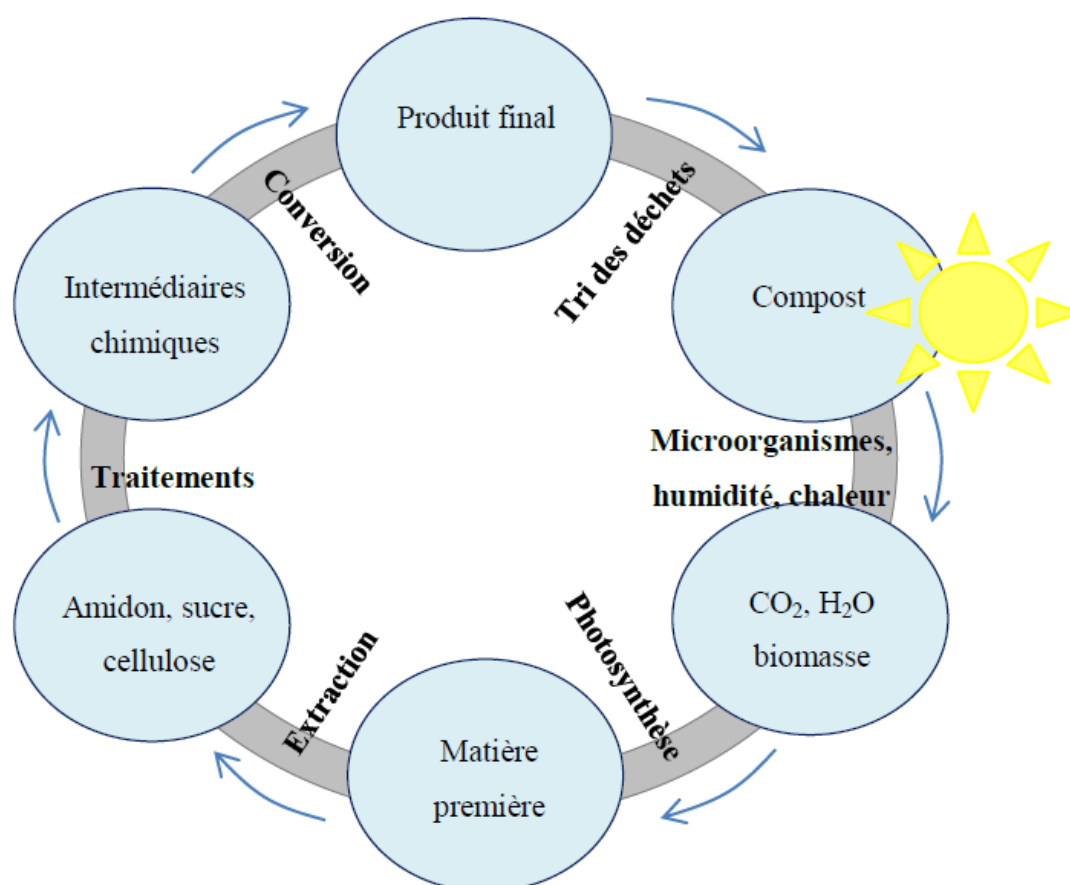 Produit final
Conversion
Tri des déchets
Intermédiaires
chimiques
Compost
Microorganismes,
humidité, chaleur
Traitements
Amidon, sucre,
cellulose
CO₂, H₂O
biomasse
Extraction
Photosynthèse
Matière
première